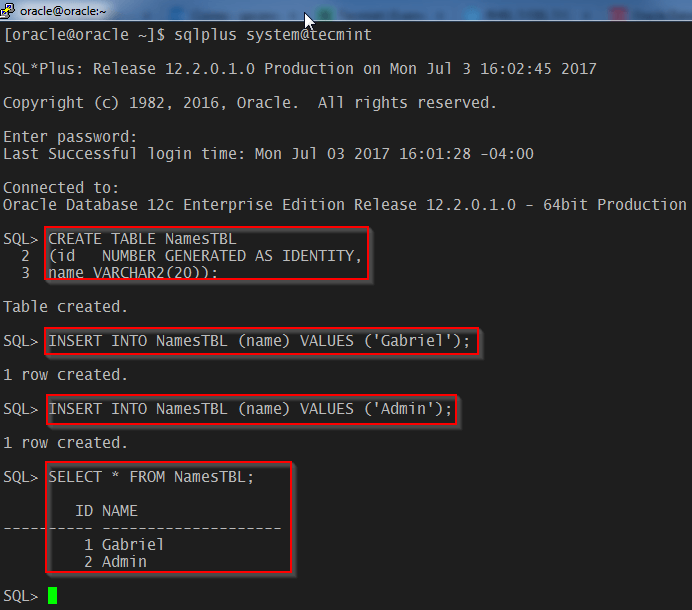 oracle@oracle:~
[oracle@oracle ~]$ sqlplus system@tecmint
SQL*Plus: Release 12.2.0.1.0 Production on Mon Jul 3 16:02:45 2017
Copyright (c) 1982, 2016, Oracle.  All rights reserved.
Enter password:
Last Successful login time: Mon Jul 03 2017 16:01:28 -04:00
Connected to:
Oracle Database 12c Enterprise Edition Release 12.2.0.1.0 - 64bit Production
SQL> CREATE TABLE NamesTBL
  2  (id   NUMBER GENERATED AS IDENTITY,
  3  name VARCHAR2(20));
Table created.
SQL> INSERT INTO NamesTBL (name) VALUES ('Gabriel');
1 row created.
SQL> INSERT INTO NamesTBL (name) VALUES ('Admin');
1 row created.
SQL> SELECT * FROM NamesTBL;
        ID NAME
---------- --------------------
         1 Gabriel
         2 Admin
SQL>